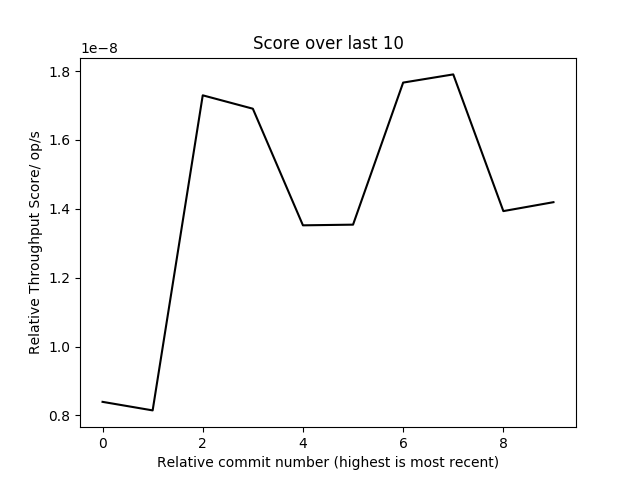 Score over last 10
1e−8
1.8
1.6
1.4
1.2
1.0
0.8
Relative Throughput Score/ op/s
0 2 4 6 8
Relative commit number (highest is most recent)